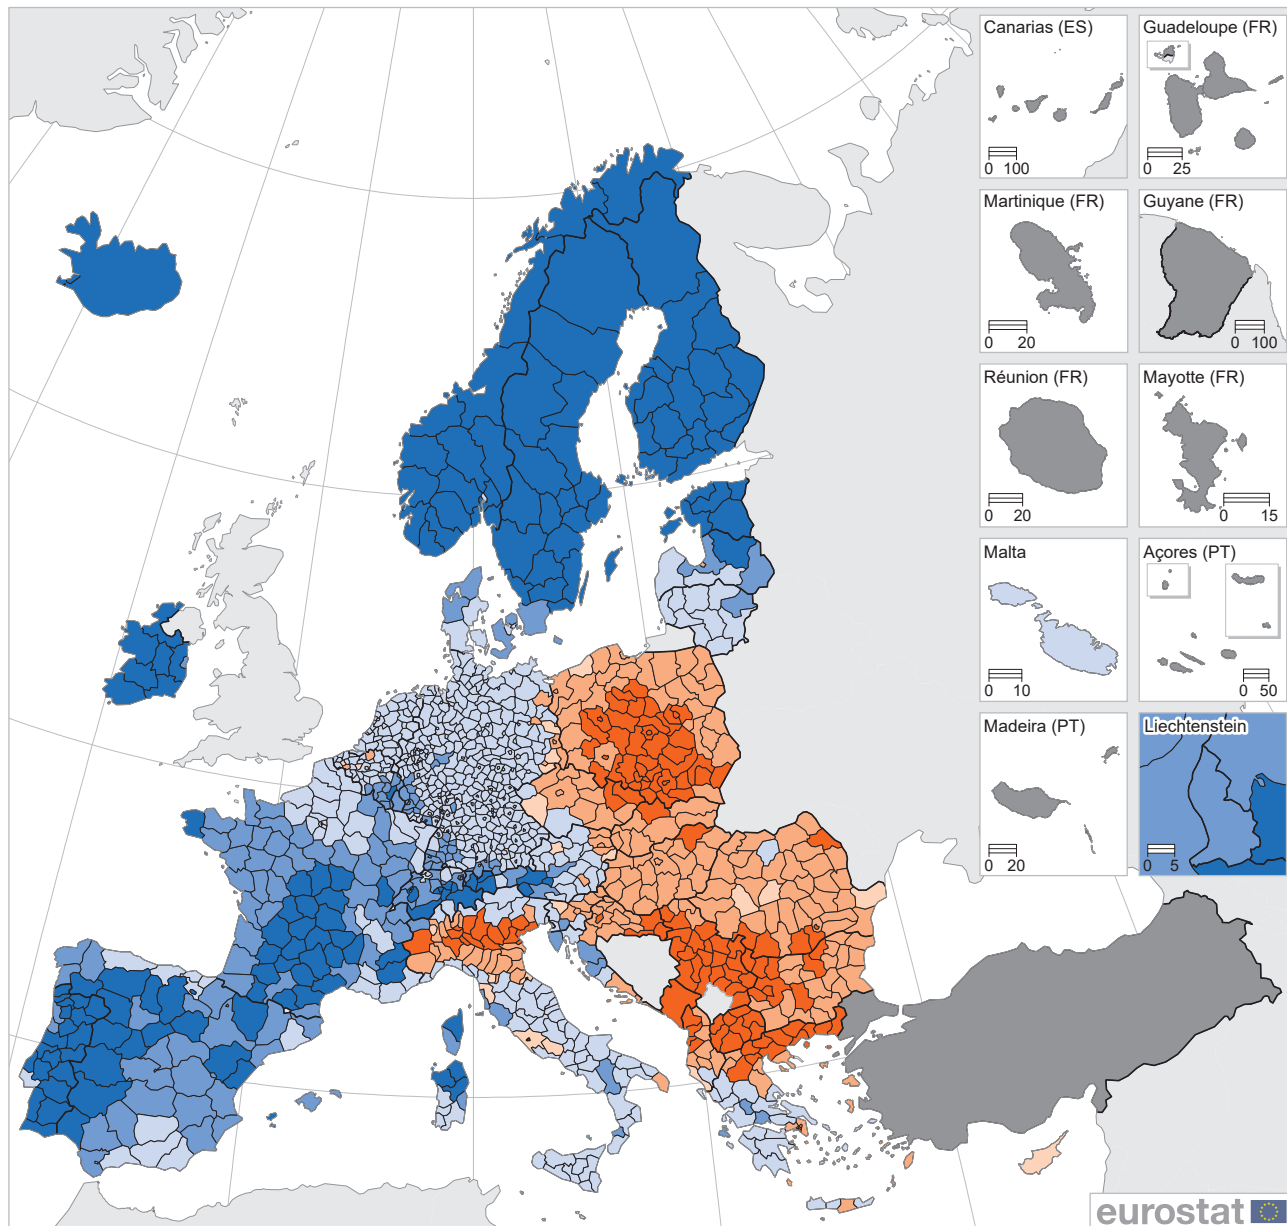 Canarias (ES)
0 100
Guadeloupe (FR)
0 25
Martinique (FR)
0 20
Guyane (FR)
0 100
Réunion (FR)
0 20
Mayotte (FR)
0 15
Malta
0 10
Açores (PT)
0 50
Madeira (PT)
0 20
Liechtenstein
0 5
eurostat